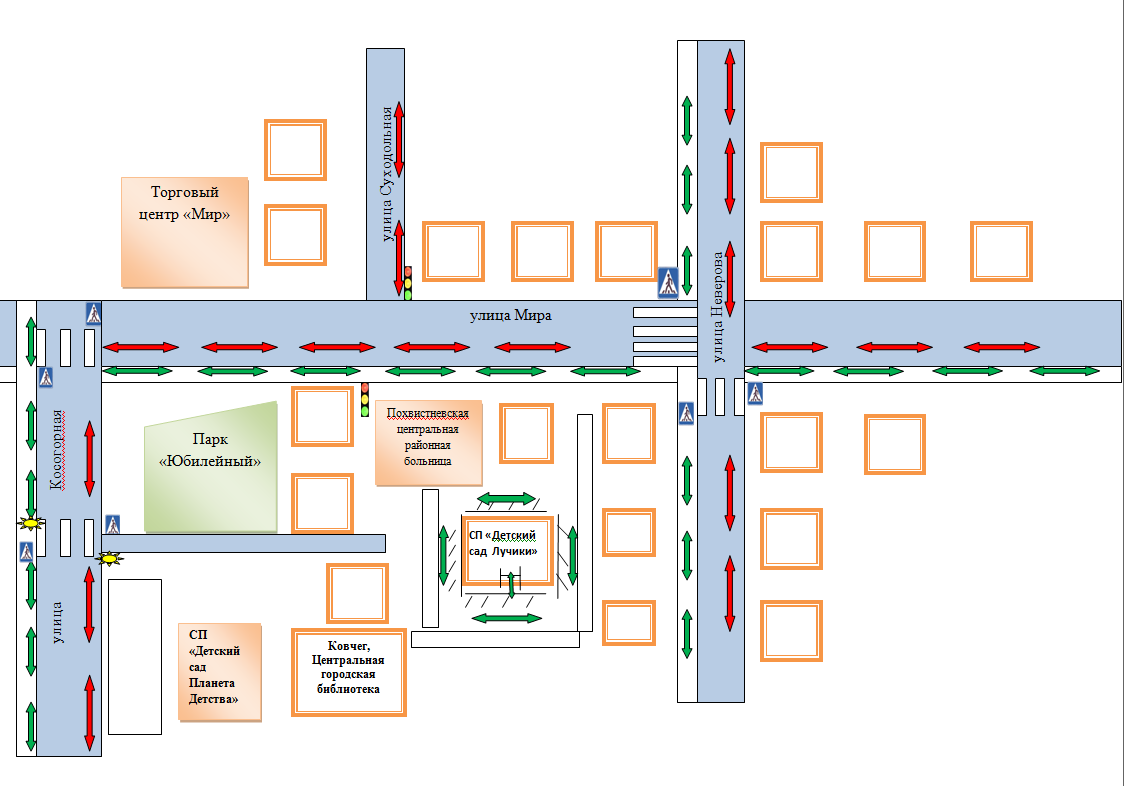 Торговый
центр «Мир»
улица Суходольная
улица Мира
улица Неверова
Косогорная
улица
Парк
«Юбилейный»
Похвистневская
центральная
районная
больница
СП «Детский
сад Лучики»
СП
«Детский
сад
Планета
Детства»
Ковчег,
Центральная
городская
библиотека